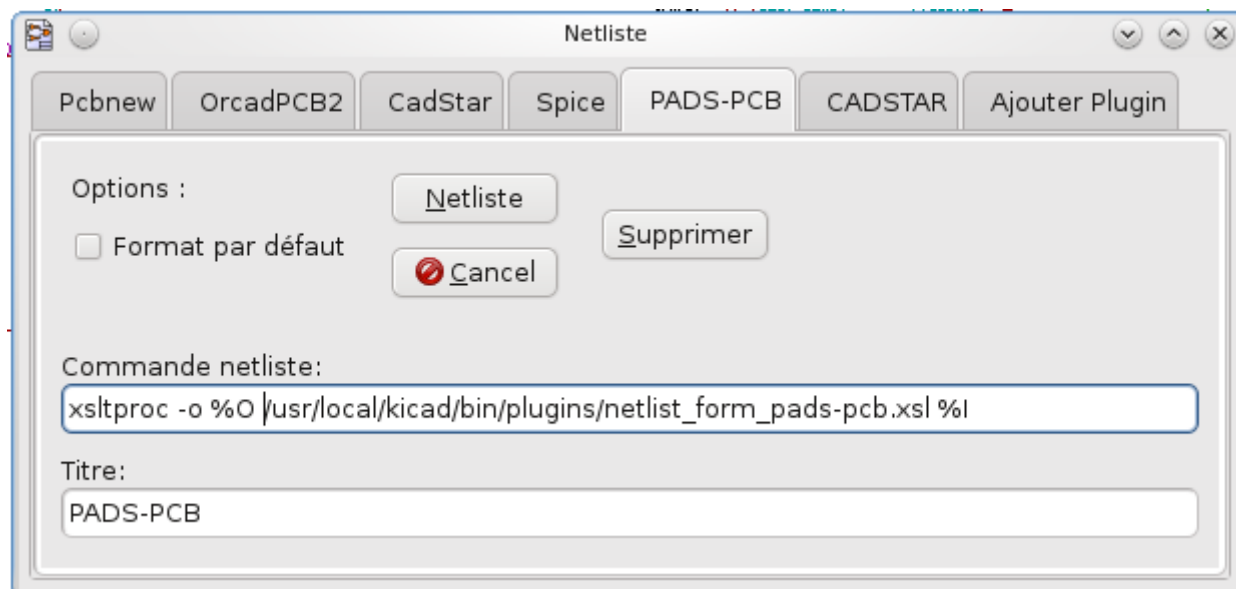 Netliste
Pcbnew OrcadPCB2 CadStar Spice PADS-PCB CADSTAR Ajouter Plugin
Options :
Netliste
Supprimer
Format par défaut
Cancel
Commande netliste:
xsltproc -o %O /usr/local/kicad/bin/plugins/netlist_form_pads-pcb.xsl %I
Titre:
PADS-PCB